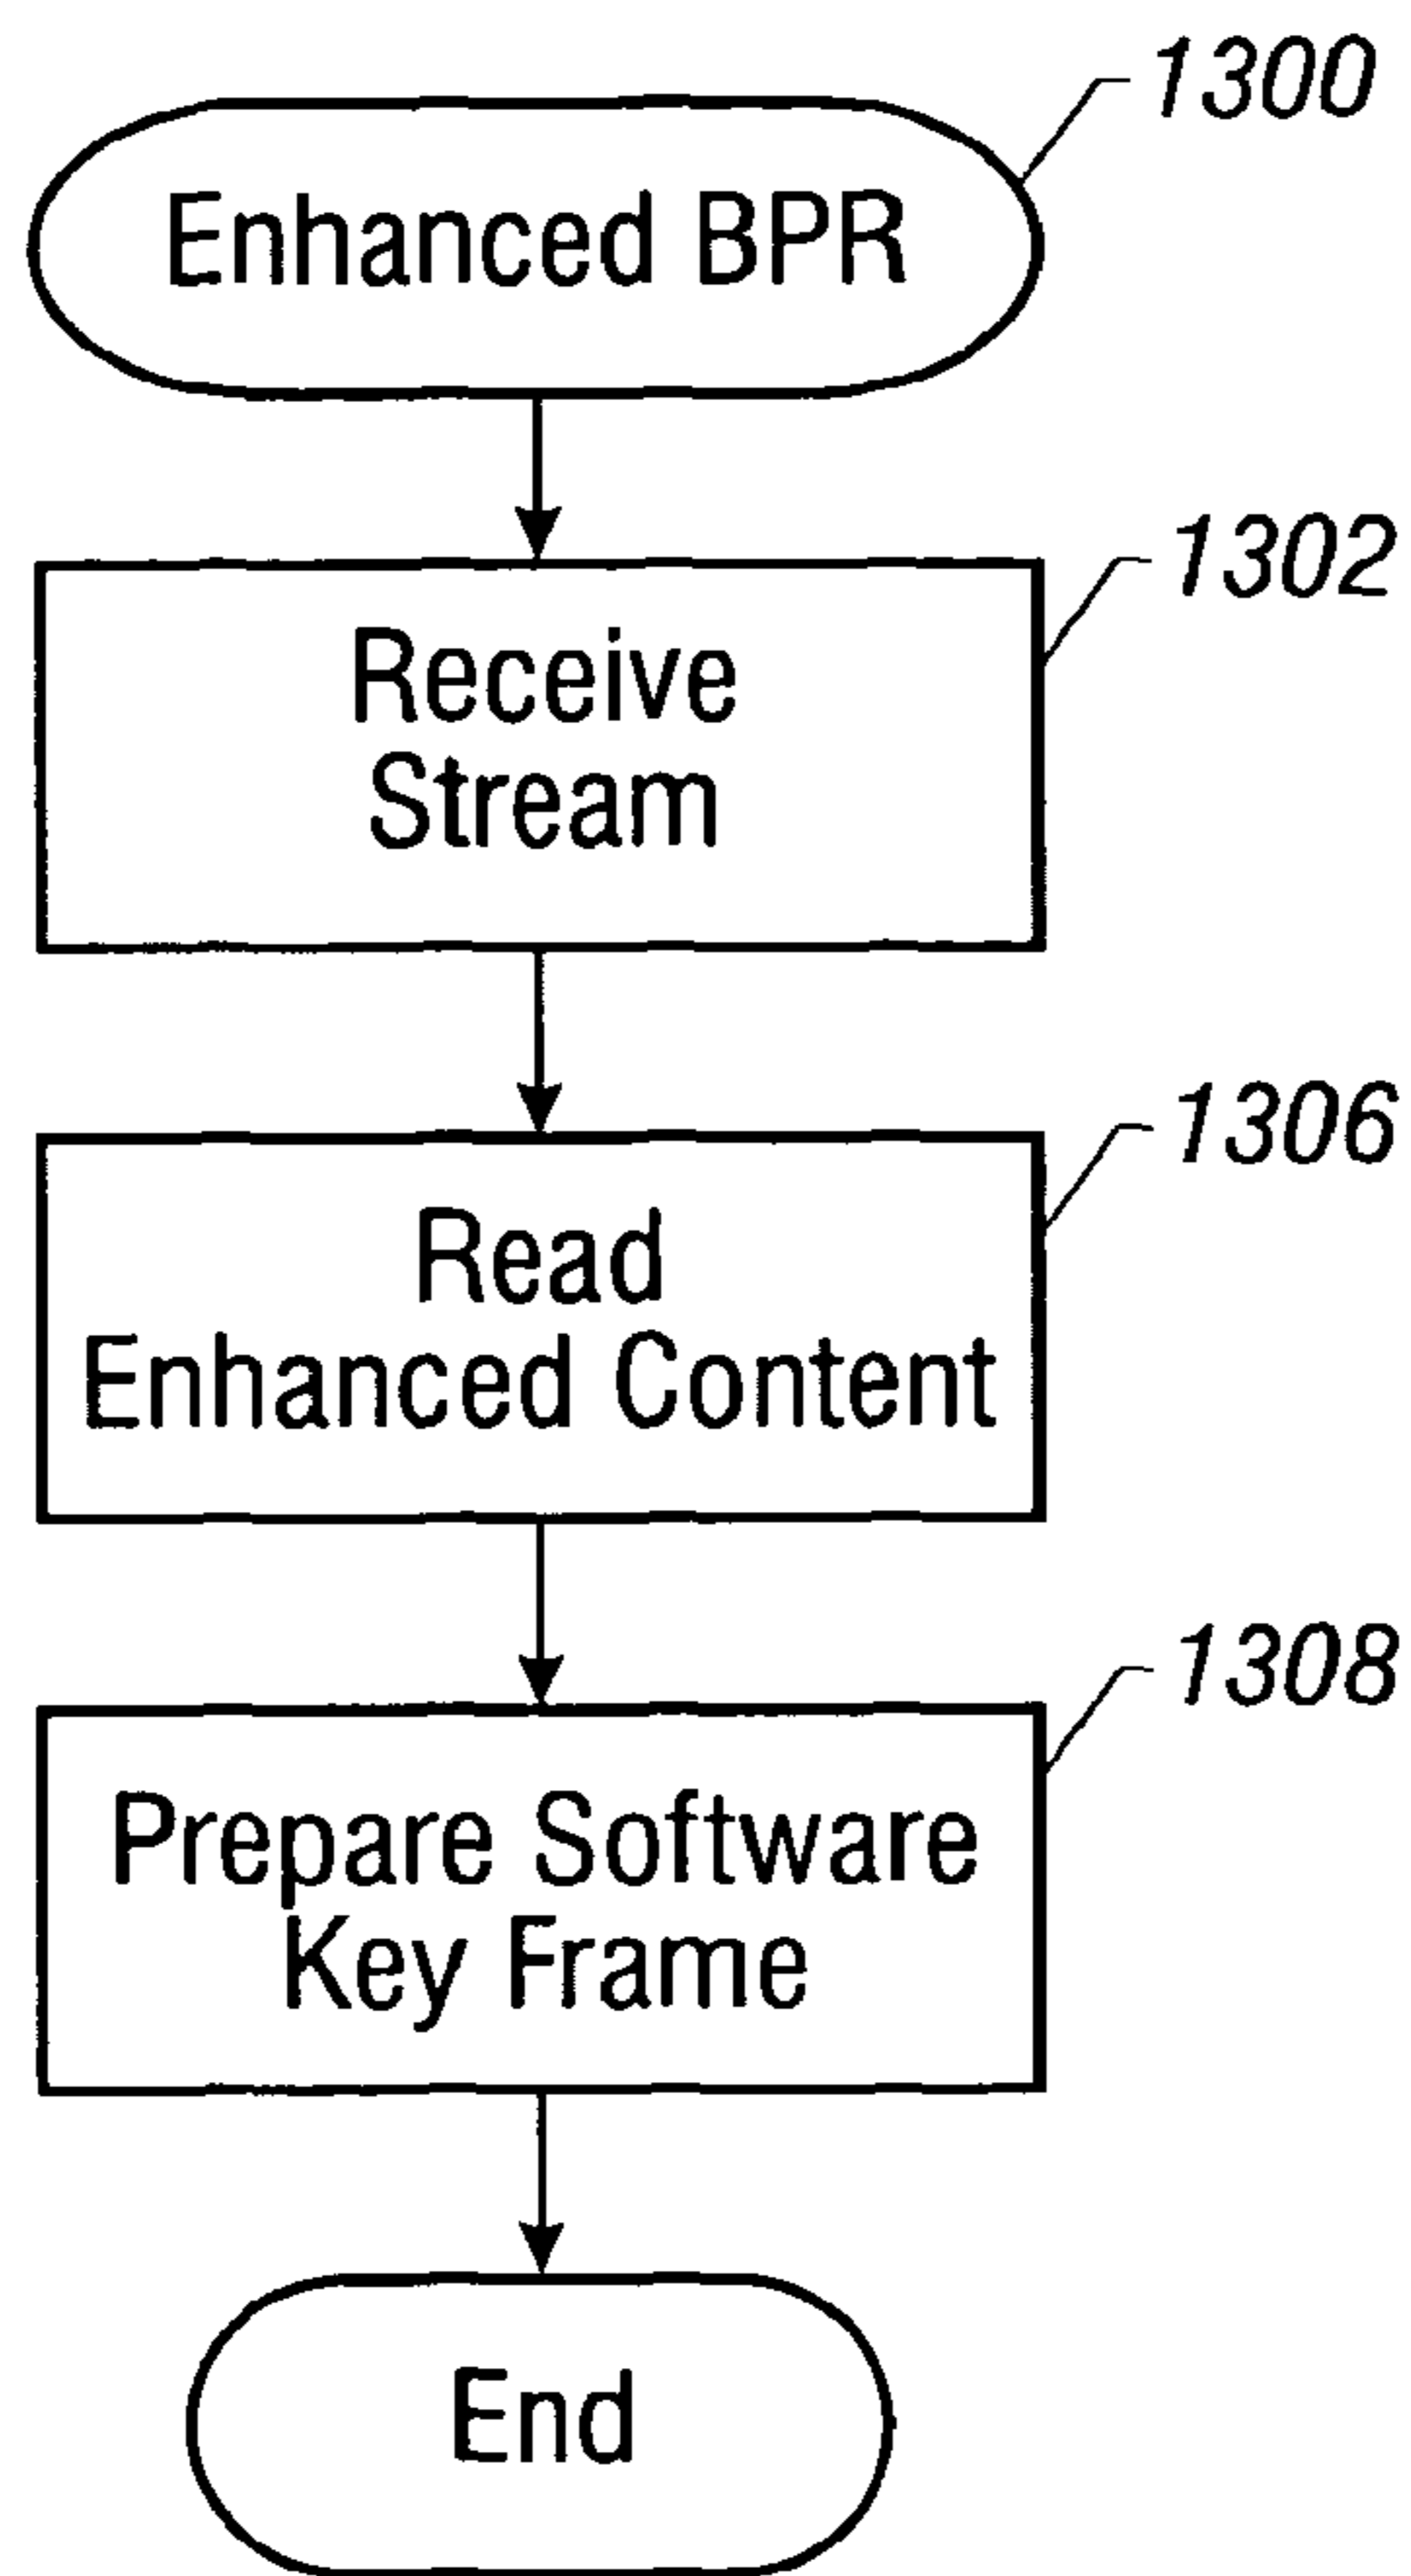 1300
Enhanced BPR
1302
Receive
Stream
1306
Read
Enhanced Content
1308
Prepare Software
Key Frame
End